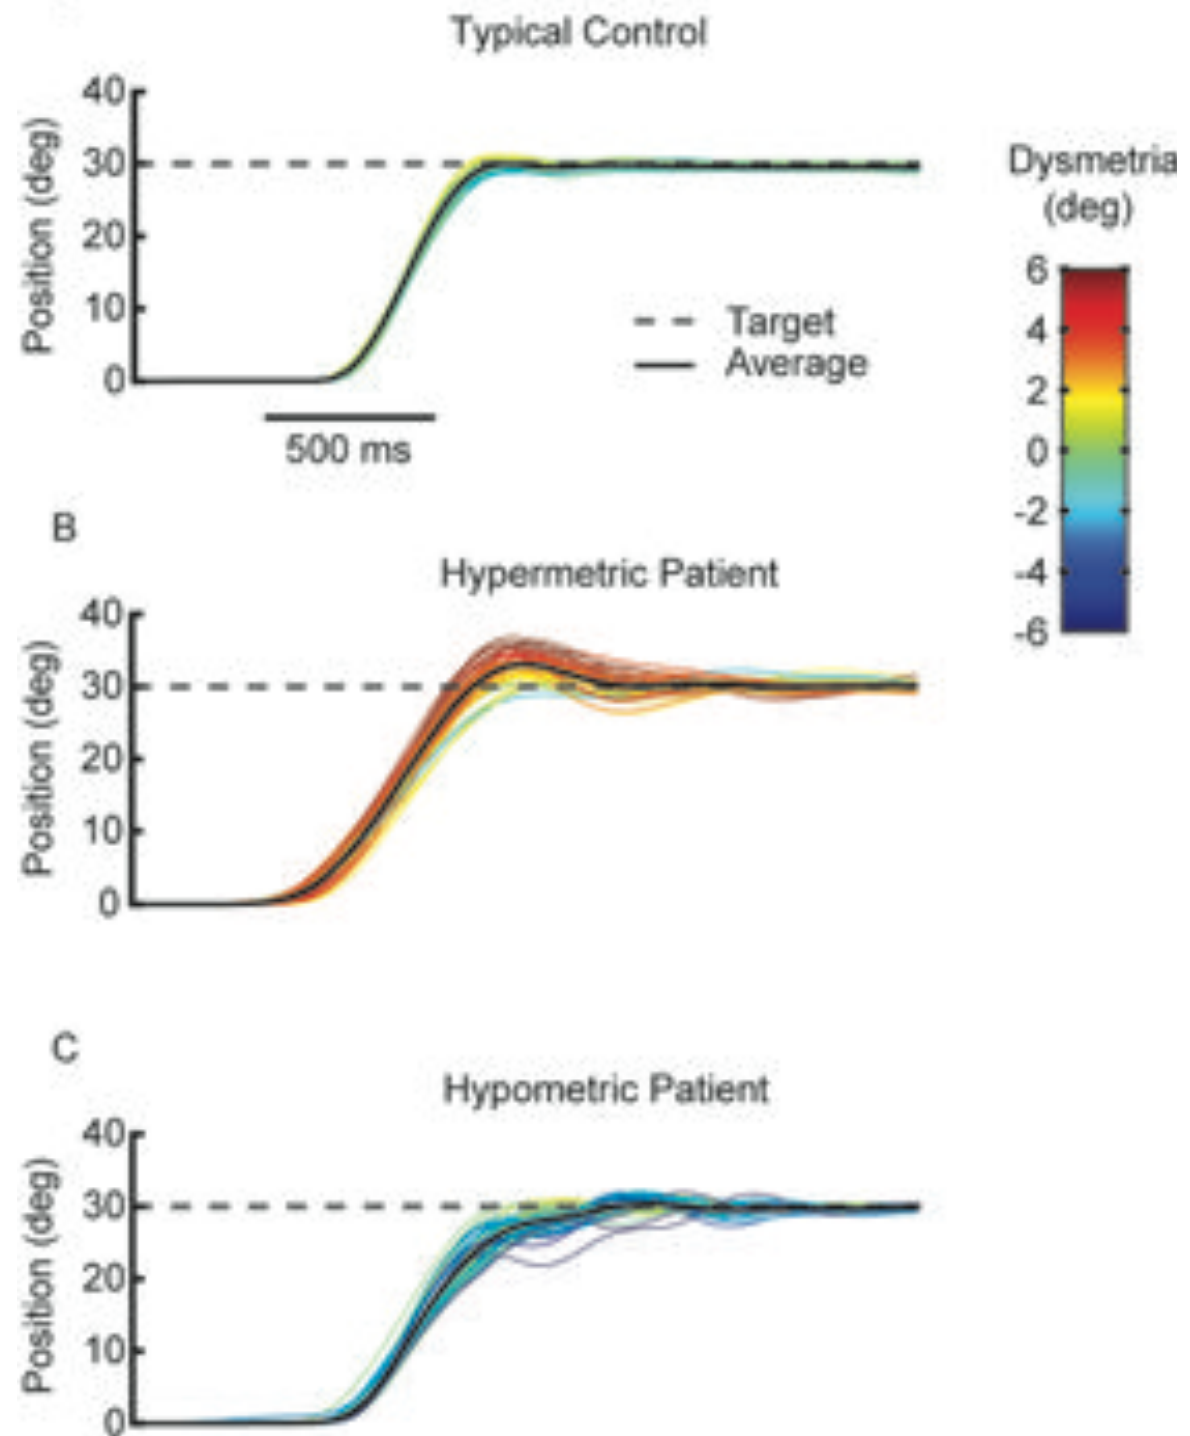 Typical Control
40
30
20
10
0
Position (deg)
Target
Average
500 ms
Dysmetria
(deg)
6
4
2
0
-2
-4
-6
B
Hypermetric Patient
40
30
20
10
0
Position (deg)
C
Hypometric Patient
40
30
20
10
0
Position (deg)